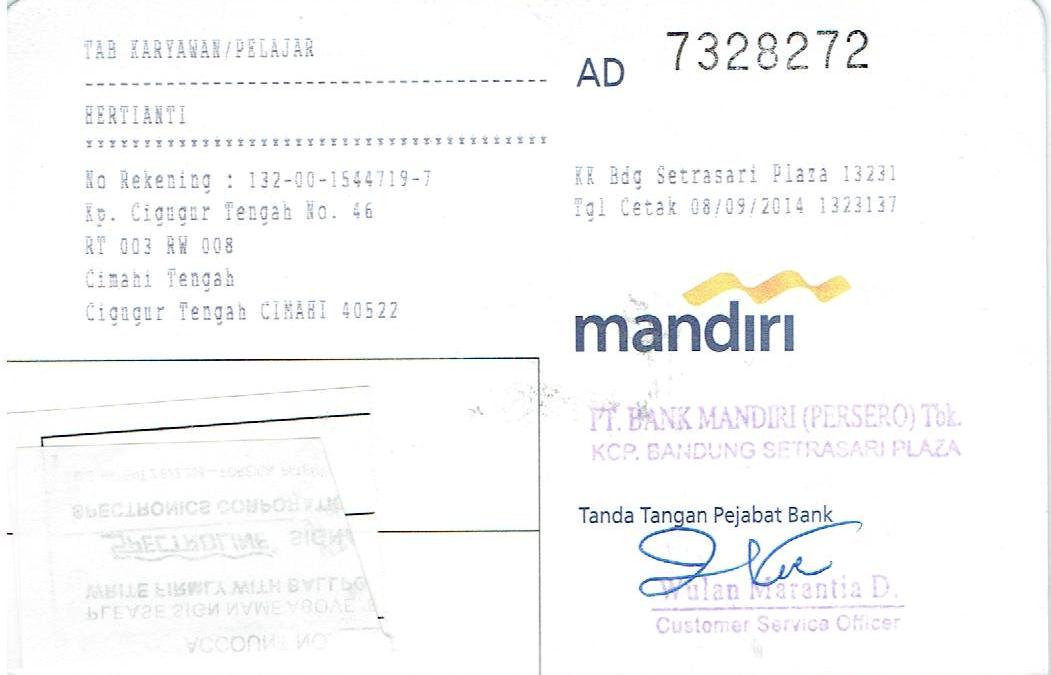 TAB KARYAWAN/PELAJAR
HERTIANTI
No Rekening : 132-00-1544719-7
Kp. Cigugur Tengah No. 46
RT 003 RW 008
Cimahi Tengah
Cigugur Tengah CIMAHI 40522
AD 7328272
KK Bdg Setrasari Plaza 13231
Tgl Cetak 08/09/2014 1323137
mandiri
PT. BANK MANDIRI (PERSERO) Tbk.
KCP. BANDUNG SETRASARI PLAZA
Tanda Tangan Pejabat Bank
Wulan Marantia D.
Customer Service Officer
SPECTRONICS CORPORATI
SPECTROLINE SIGN
WRITE FIRMLY WITH BALLPO
PLEASE SIGN NAME ABOVE
ACCOUNT NO.